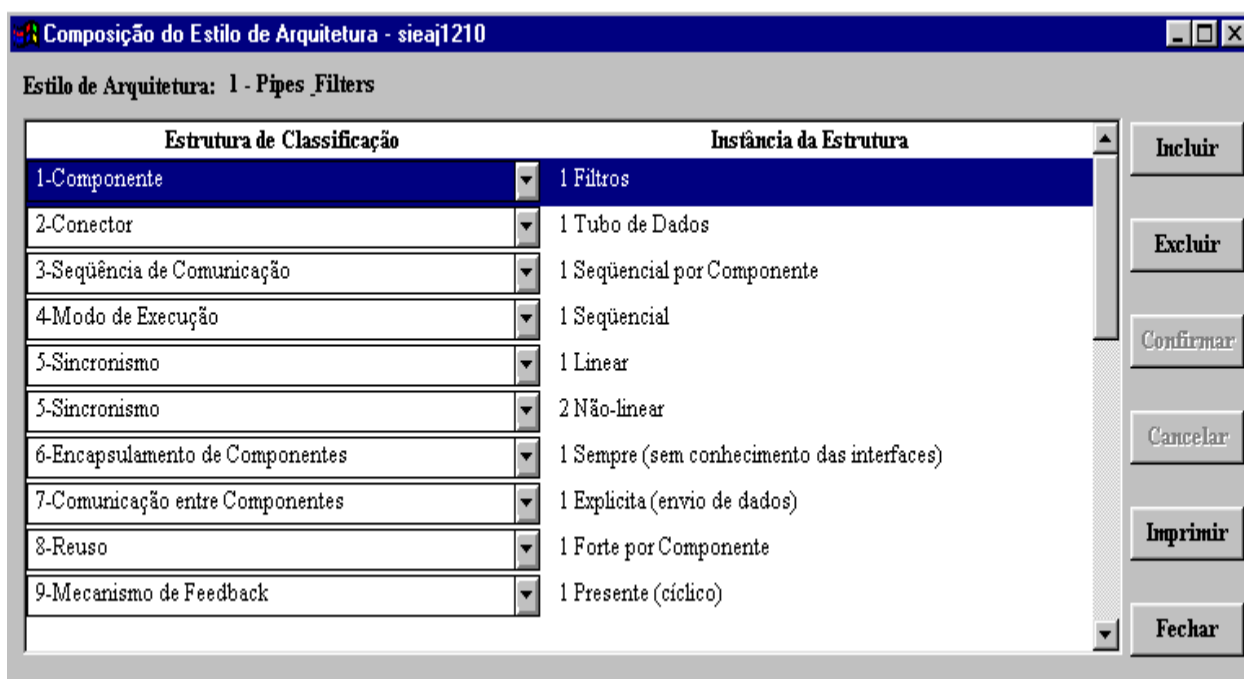 Composição do Estilo de Arquitetura - sieaj1210
Estilo de Arquitetura: 1 - Pipes_Filters
Estrutura de Classificação Instância da Estrutura
1-Componente 1 Filtros
2-Conector 1 Tubo de Dados
3-Seqüência de Comunicação 1 Seqüencial por Componente
4-Modo de Execução 1 Seqüencial
5-Sincronismo 1 Linear
5-Sincronismo 2 Não-linear
6-Encapsulamento de Componentes 1 Sempre (sem conhecimento das interfaces)
7-Comunicação entre Componentes 1 Explicita (envio de dados)
8-Reuso 1 Forte por Componente
9-Mecanismo de Feedback 1 Presente (cíclico)
Incluir
Excluir
Confirmar
Cancelar
Imprimir
Fechar